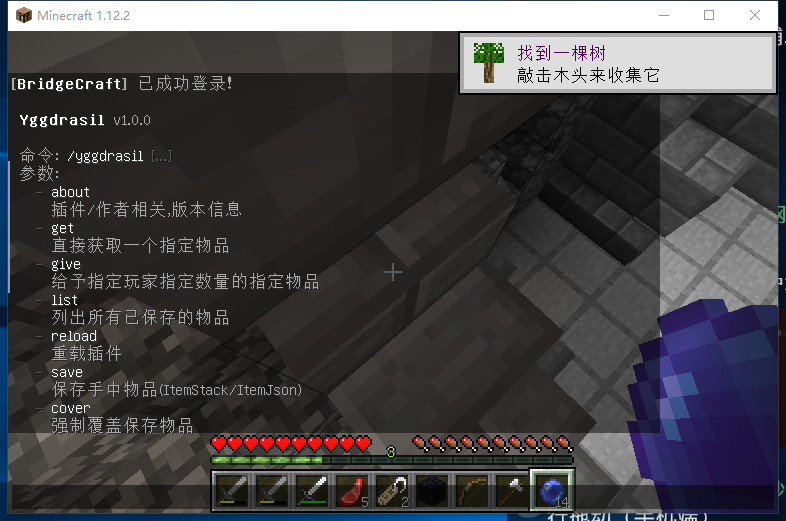 Minecraft 1.12.2
找到一棵树
敲击木头来收集它
[BridgeCraft] 已成功登录!
Yggdrasil v1.0.0
命令: /yggdrasil [...]
参数:
- about
插件/作者相关,版本信息
- get
直接获取一个指定物品
- give
给予指定玩家指定数量的指定物品
- list
列出所有已保存的物品
- reload
重载插件
- save
保存手中物品(ItemStack/ItemJson)
- cover
强制覆盖保存物品
8
5 2 14